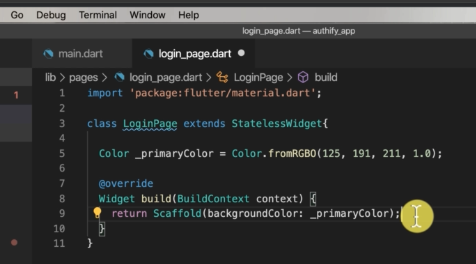 Go Debug Terminal Window Help
login_page.dart — authify_app
main.dart login_page.dart
lib > pages > login_page.dart > LoginPage > build
1
1 import 'package:flutter/material.dart';
2
3 class LoginPage extends StatelessWidget{
4
5 Color _primaryColor = Color.fromRGBO(125, 191, 211, 1.0);
6
7 @override
8 Widget build(BuildContext context) {
9 return Scaffold(backgroundColor: _primaryColor);
10 }
11 }